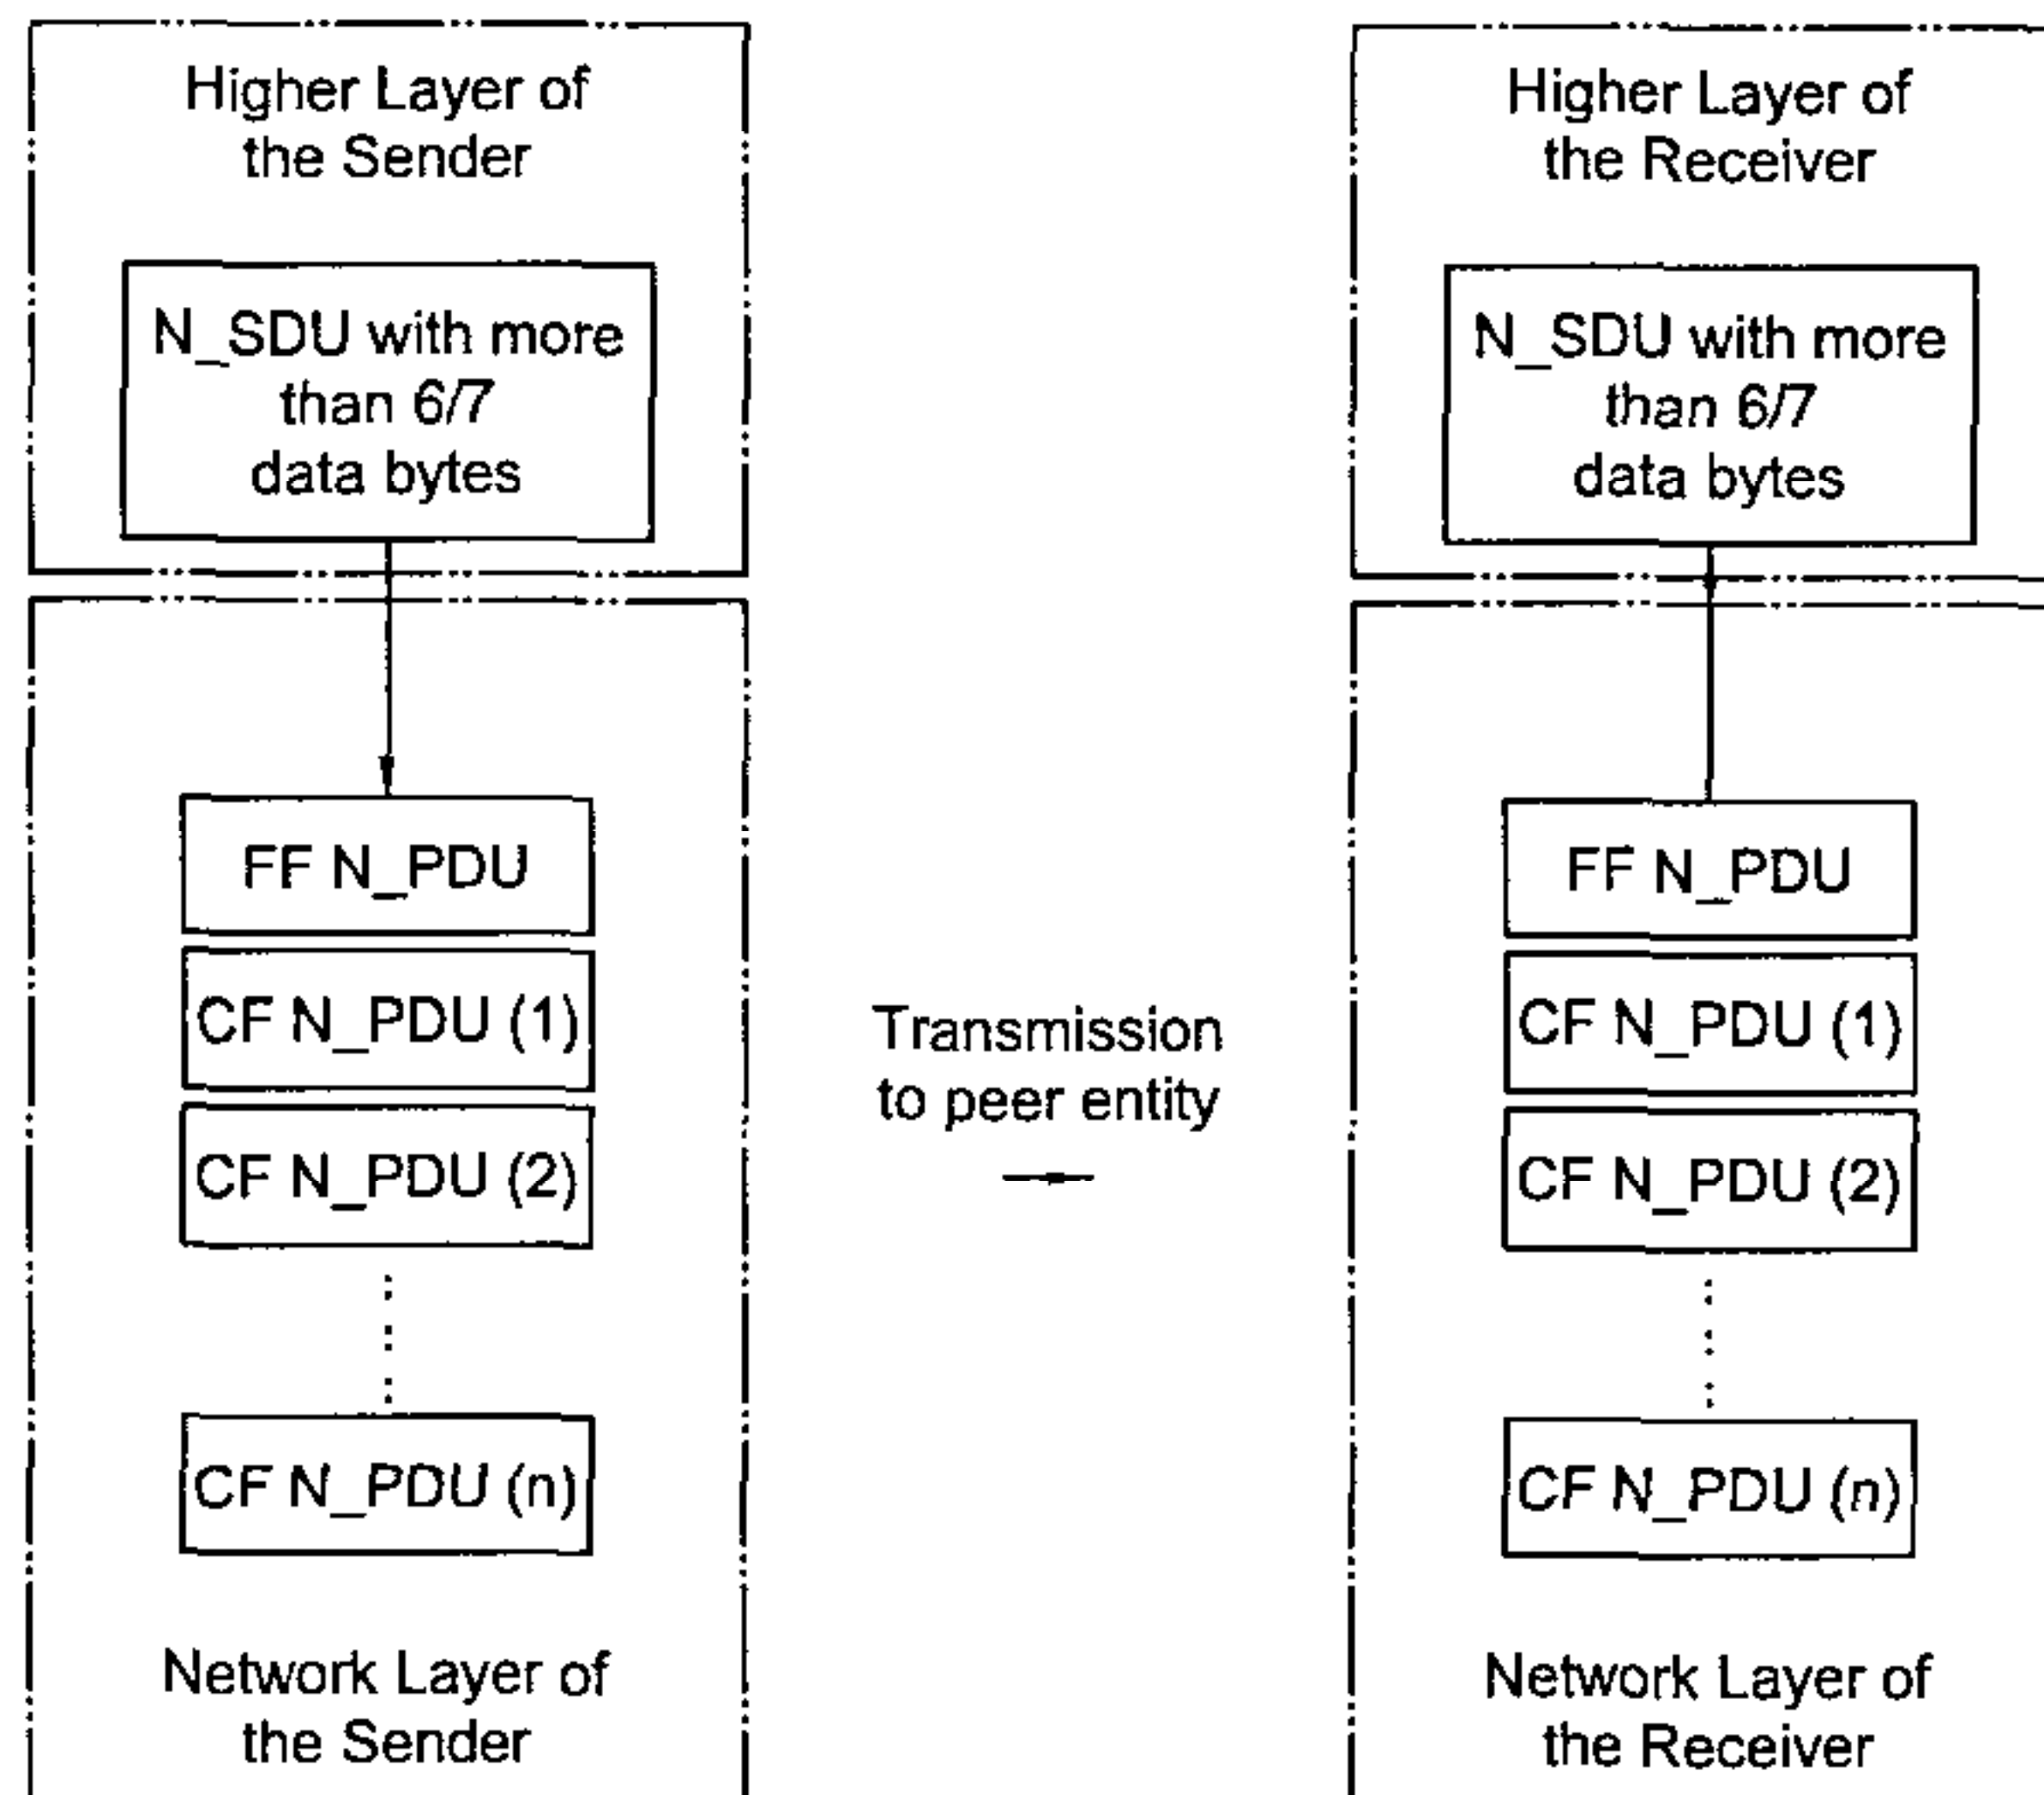 Higher Layer of
the Sender
N_SDU with more
than 6/7
data bytes
FF N_PDU
CF N_PDU (1)
CF N_PDU (2)
CF N_PDU (n)
Network Layer of
the Sender
Transmission
to peer entity
Higher Layer of
the Receiver
N_SDU with more
than 6/7
data bytes
FF N_PDU
CF N_PDU (1)
CF N_PDU (2)
CF N_PDU (n)
Network Layer of
the Receiver